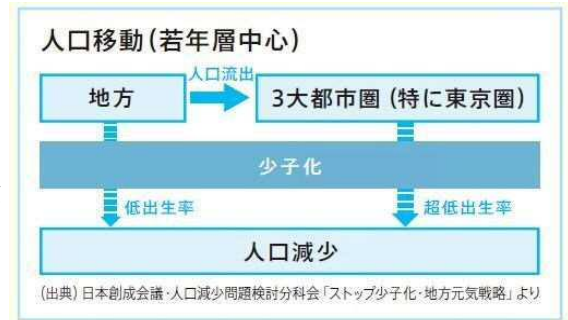 人口移動(若年層中心)
人口流出
地方
3大都市圏(特に東京圏)
少子化
低出生率
超低出生率
人口減少
(出典)日本創成会議・人口減少問題検討分科会「ストップ少子化・地方元気戦略」より